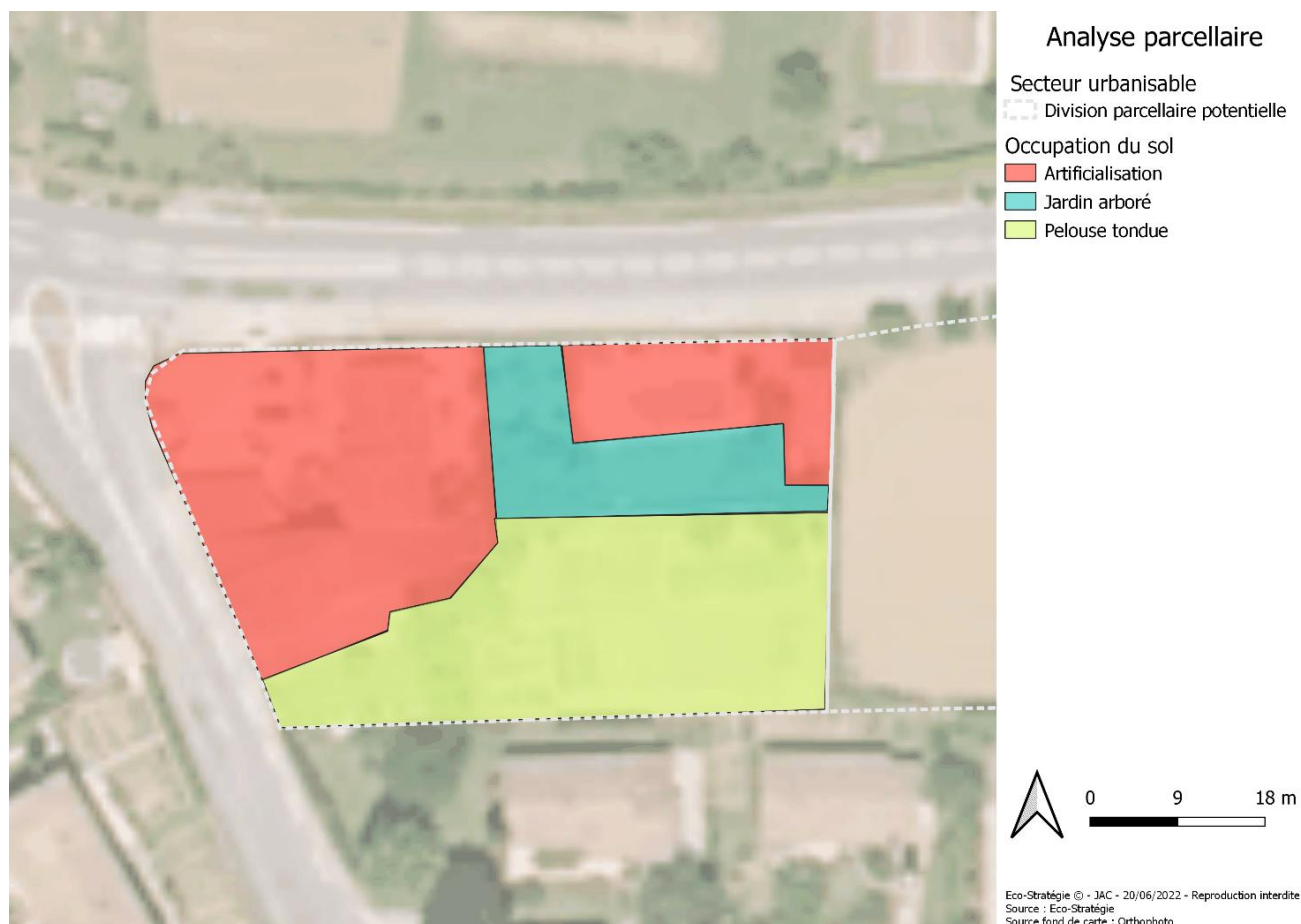 Analyse parcellaire
Secteur urbanisable
Division parcellaire potentielle
Occupation du sol
Artificialisation
Jardin arboré
Pelouse tondue
0 9 18 m
Eco-Stratégie © - JAC - 20/06/2022 - Reproduction interdite
Source : Eco-Stratégie
Source fond de carte : Orthophoto